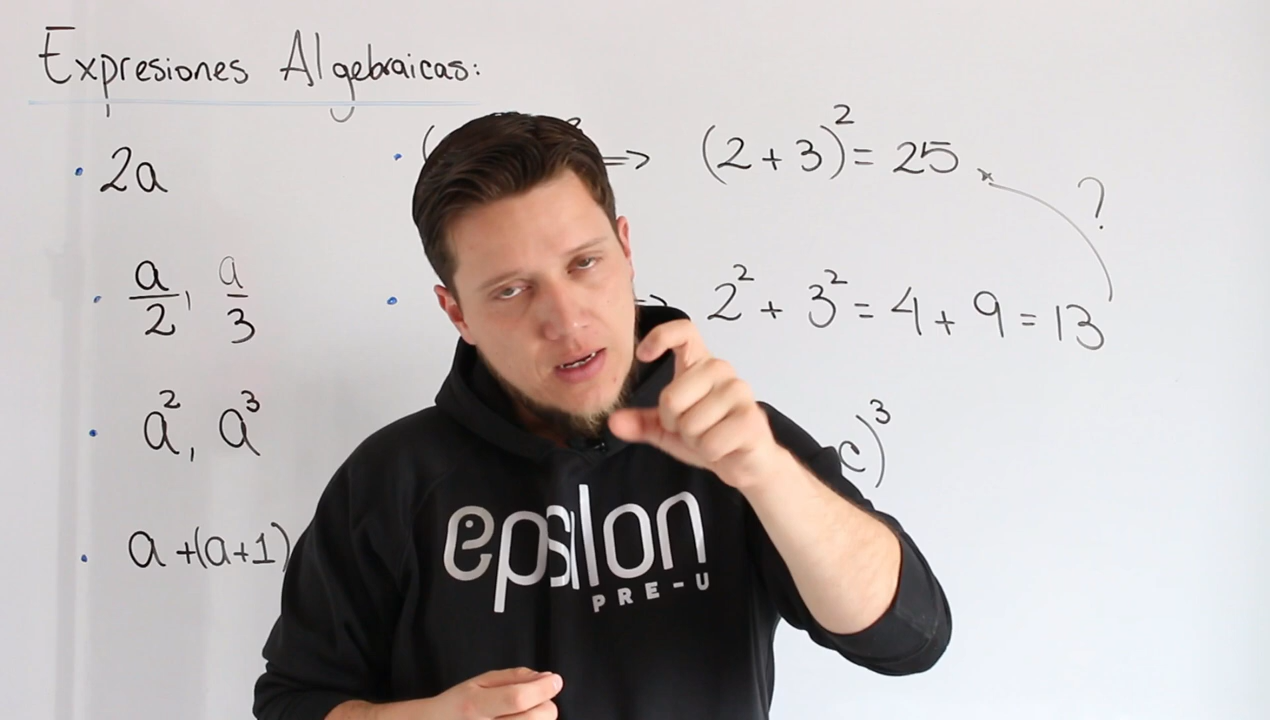 Expresiones Algebraicas:
• 2a
• a/2, a/3
• a², a³
• a + (a+1)
• ( ² ⇒ (2 + 3)² = 25
?
• 2² + 3² = 4 + 9 = 13
c)³
epsilon
PRE-U